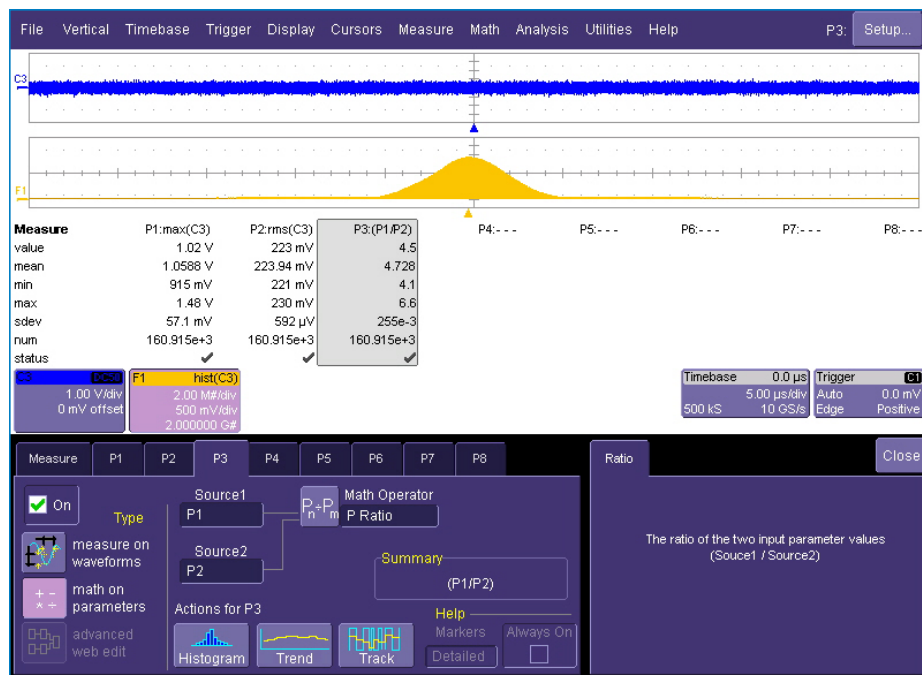 File Vertical Timebase Trigger Display Cursors Measure Math Analysis Utilities Help P3: Setup...
C3
F1
Measure P1:max(C3) P2:rms(C3) P3:(P1/P2) P4:- - - P5:- - - P6:- - - P7:- - - P8:- - -
value 1.02 V 223 mV 4.5
mean 1.0588 V 223.94 mV 4.728
min 915 mV 221 mV 4.1
max 1.48 V 230 mV 6.6
sdev 57.1 mV 592 µV 255e-3
num 160.915e+3 160.915e+3 160.915e+3
status
C3 DC50 F1 hist(C3) Timebase 0.0 µs Trigger C1
1.00 V/div 2.00 M#/div 5.00 µs/div Auto 0.0 mV
0 mV offset 500 mV/div 500 kS 10 GS/s Edge Positive
2.000000 G#
Measure P1 P2 P3 P4 P5 P6 P7 P8 Ratio Close
On
Type
measure on
waveforms
math on
parameters
advanced
web edit
Source1
P1
Source2
P2
Pn÷Pm
Math Operator
P Ratio
Summary
(P1/P2)
Actions for P3
Histogram Trend Track
Help
Markers Always On
Detailed
The ratio of the two input parameter values
(Souce1 / Source2)